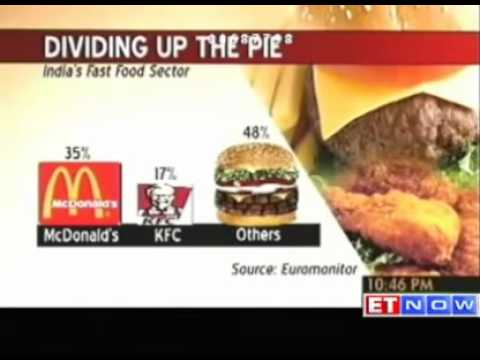 DIVIDING UP THE PIE
India's Fast Food Sector
35%
17%
48%
McDonald's
KFC
McDonald's
KFC
Others
Source: Euromonitor
10:46 PM
ET NOW